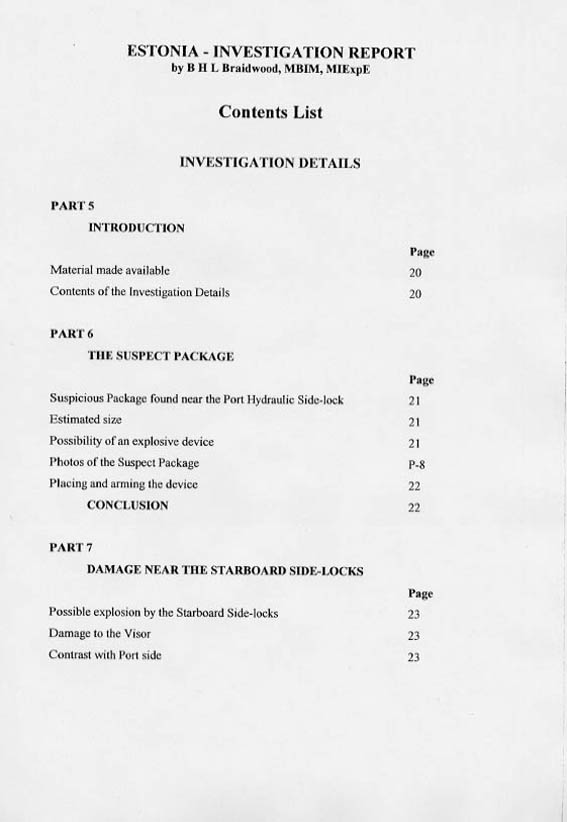 ESTONIA - INVESTIGATION REPORT
by B H L Braidwood, MBIM, MIExpE
Contents List
INVESTIGATION DETAILS
PART 5
INTRODUCTION
Page
Material made available 20
Contents of the Investigation Details 20
PART 6
THE SUSPECT PACKAGE
Page
Suspicious Package found near the Port Hydraulic Side-lock 21
Estimated size 21
Possibility of an explosive device 21
Photos of the Suspect Package P-8
Placing and arming the device 22
CONCLUSION 22
PART 7
DAMAGE NEAR THE STARBOARD SIDE-LOCKS
Page
Possible explosion by the Starboard Side-locks 23
Damage to the Visor 23
Contrast with Port side 23